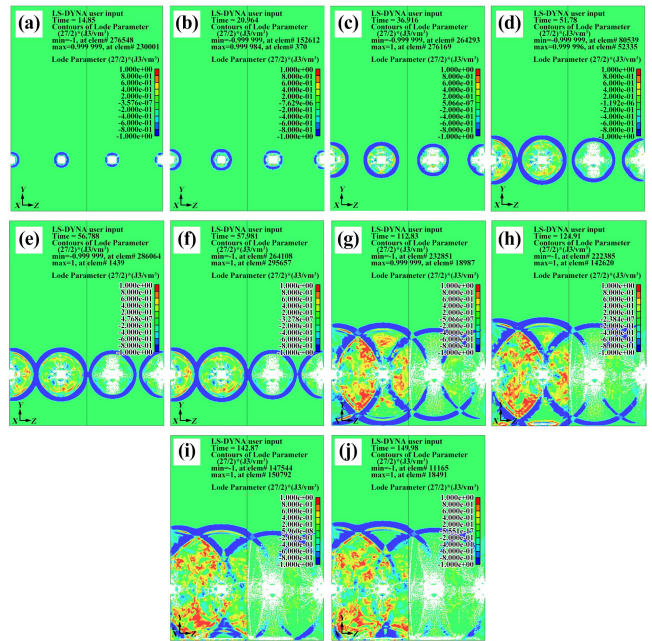 (a)
LS-DYNA user input
Time = 14.85
Contours of Lode Parameter
(27/2)*(J3/vm³)
min=-1, at elem# 276548
max=0.999 999, at elem# 230001
Lode Parameter (27/2)*(J3/vm³)
1.000e+00
8.000e-01
6.000e-01
4.000e-01
2.000e-01
-3.576e-07
-2.000e-01
-4.000e-01
-6.000e-01
-8.000e-01
-1.000e+00
Y
X
Z
(b)
LS-DYNA user input
Time = 20.964
Contours of Lode Parameter
(27/2)*(J3/vm³)
min=-0.999 999, at elem# 152612
max=0.999 984, at elem# 370
Lode Parameter (27/2)*(J3/vm³)
1.000e+00
8.000e-01
6.000e-01
4.000e-01
2.000e-01
-7.629e-06
-2.000e-01
-4.000e-01
-6.000e-01
-8.000e-01
-1.000e+00
Y
X
Z
(c)
LS-DYNA user input
Time = 36.916
Contours of Lode Parameter
(27/2)*(J3/vm³)
min=-0.999 999, at elem# 264293
max=1, at elem# 276169
Lode Parameter (27/2)*(J3/vm³)
1.000e+00
8.000e-01
6.000e-01
4.000e-01
2.000e-01
5.066e-07
-2.000e-01
-4.000e-01
-6.000e-01
-8.000e-01
-1.000e+00
Y
X
Z
(d)
LS-DYNA user input
Time = 51.78
Contours of Lode Parameter
(27/2)*(J3/vm³)
min=-0.999 999, at elem# 80539
max=0.999 996, at elem# 52335
Lode Parameter (27/2)*(J3/vm³)
1.000e+00
8.000e-01
6.000e-01
4.000e-01
2.000e-01
-1.192e-06
-2.000e-01
-4.000e-01
-6.000e-01
-8.000e-01
-1.000e+00
Y
X
Z
(e)
LS-DYNA user input
Time = 56.788
Contours of Lode Parameter
(27/2)*(J3/vm³)
min=-0.999 999, at elem# 286064
max=1, at elem# 1439
Lode Parameter (27/2)*(J3/vm³)
1.000e+00
8.000e-01
6.000e-01
4.000e-01
2.000e-01
4.768e-07
-2.000e-01
-4.000e-01
-6.000e-01
-8.000e-01
-1.000e+00
Y
X
Z
(f)
LS-DYNA user input
Time = 57.981
Contours of Lode Parameter
(27/2)*(J3/vm³)
min=-1, at elem# 264108
max=1, at elem# 295657
Lode Parameter (27/2)*(J3/vm³)
1.000e+00
8.000e-01
6.000e-01
4.000e-01
2.000e-01
3.278e-07
-2.000e-01
-4.000e-01
-6.000e-01
-8.000e-01
-1.000e+00
Y
X
Z
(g)
LS-DYNA user input
Time = 112.83
Contours of Lode Parameter
(27/2)*(J3/vm³)
min=-1, at elem# 232851
max=0.999 999, at elem# 18987
Lode Parameter (27/2)*(J3/vm³)
1.000e+00
8.000e-01
6.000e-01
4.000e-01
2.000e-01
5.066e-07
-2.000e-01
-4.000e-01
-6.000e-01
-8.000e-01
-1.000e+00
Y
X
Z
(h)
LS-DYNA user input
Time = 124.91
Contours of Lode Parameter
(27/2)*(J3/vm³)
min=-1, at elem# 222385
max=1, at elem# 142620
Lode Parameter (27/2)*(J3/vm³)
1.000e+00
8.000e-01
6.000e-01
4.000e-01
2.000e-01
2.384e-07
-2.000e-01
-4.000e-01
-6.000e-01
-8.000e-01
-1.000e+00
Y
X
Z
(i)
LS-DYNA user input
Time = 142.87
Contours of Lode Parameter
(27/2)*(J3/vm³)
min=-1, at elem# 147544
max=1, at elem# 150792
Lode Parameter (27/2)*(J3/vm³)
1.000e+00
8.000e-01
6.000e-01
4.000e-01
2.000e-01
5.960e-08
-2.000e-01
-4.000e-01
-6.000e-01
-8.000e-01
-1.000e+00
(j)
LS-DYNA user input
Time = 149.98
Contours of Lode Parameter
(27/2)*(J3/vm³)
min=-1, at elem# 11165
max=1, at elem# 18491
Lode Parameter (27/2)*(J3/vm³)
1.000e+00
8.000e-01
6.000e-01
4.000e-01
2.000e-01
-2.000e-01
-4.000e-01
-6.000e-01
-8.000e-01
-1.000e+00